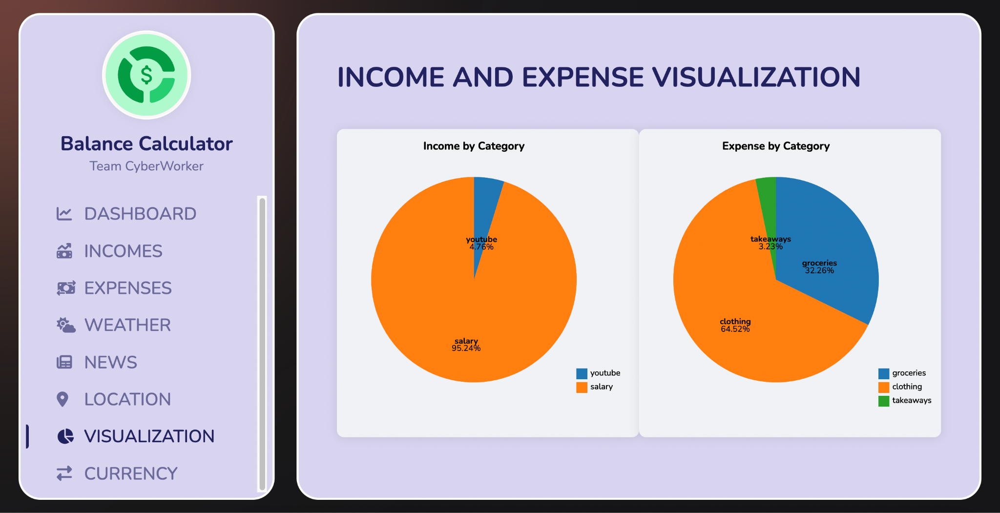 $
Balance Calculator
Team CyberWorker
DASHBOARD
INCOMES
EXPENSES
WEATHER
NEWS
LOCATION
VISUALIZATION
CURRENCY
INCOME AND EXPENSE VISUALIZATION
Income by Category
youtube
4.76%
salary
95.24%
youtube
salary
Expense by Category
takeaways
3.23%
groceries
32.26%
clothing
64.52%
groceries
clothing
takeaways